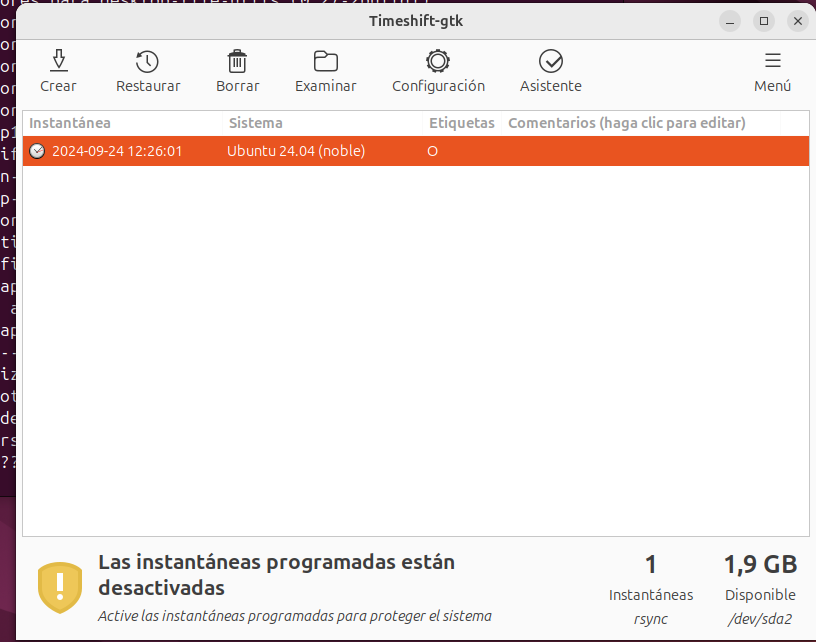 Timeshift-gtk
Crear Restaurar Borrar Examinar Configuración Asistente Menú
Instantánea Sistema Etiquetas Comentarios (haga clic para editar)
2024-09-24 12:26:01 Ubuntu 24.04 (noble) O
Las instantáneas programadas están
desactivadas
Active las instantáneas programadas para proteger el sistema
1
Instantáneas
rsync
1,9 GB
Disponible
/dev/sda2